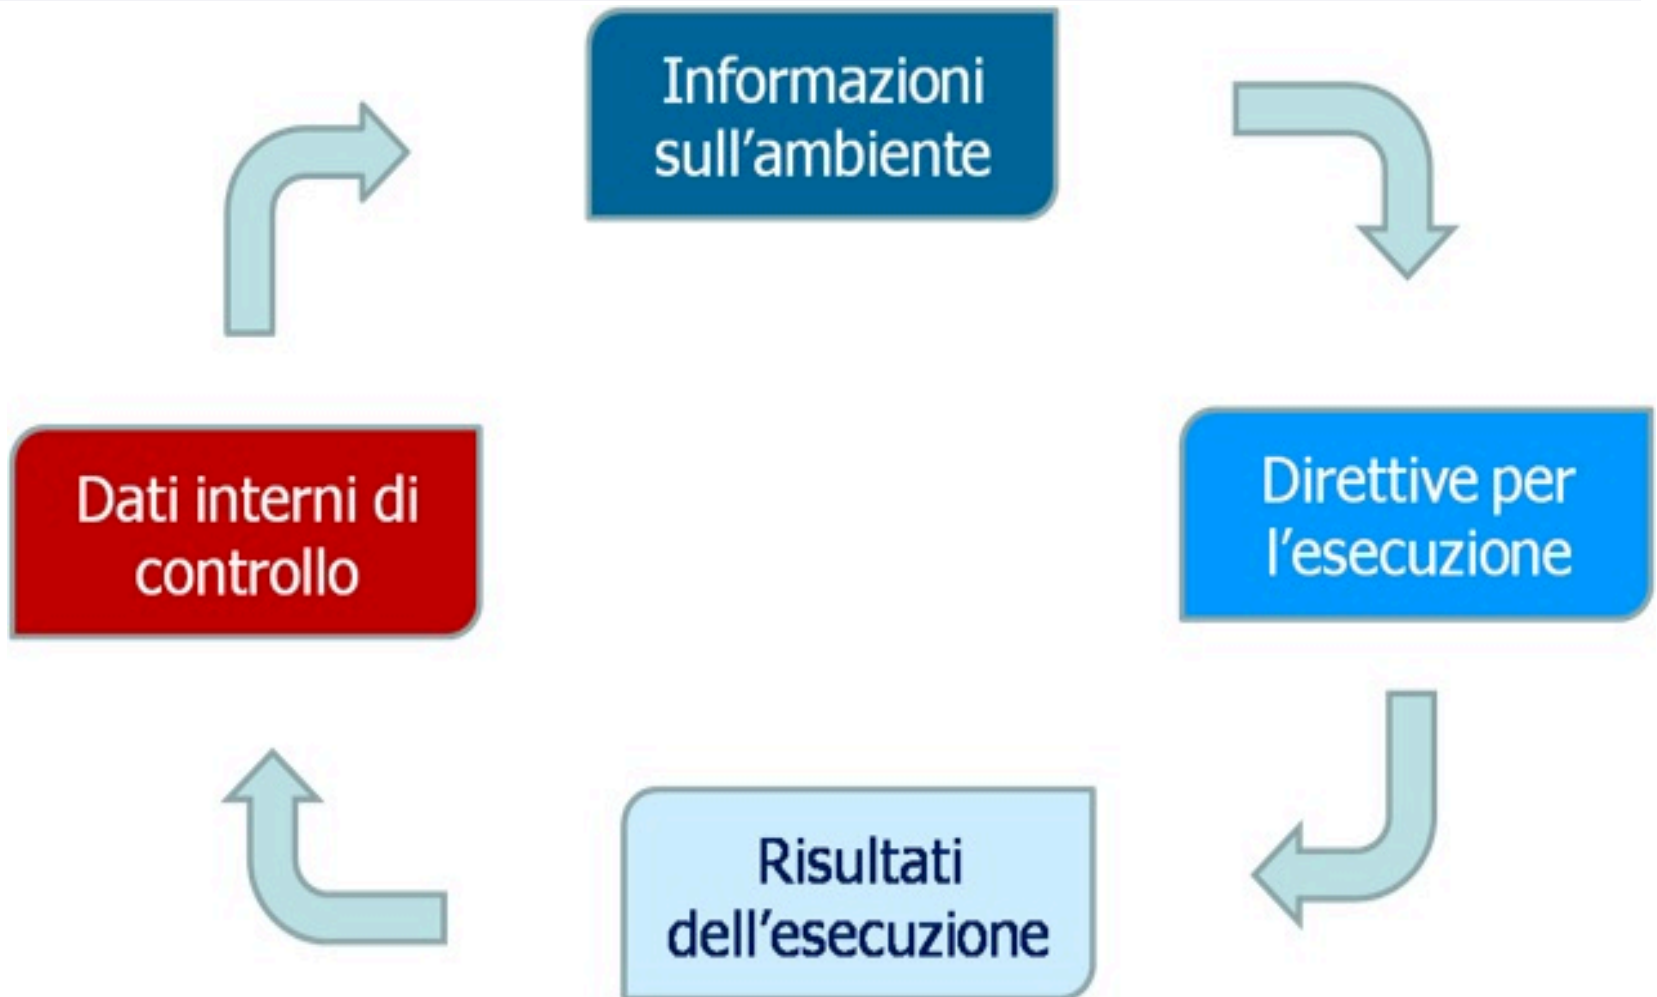 Informazioni
sull’ambiente
Direttive per
l’esecuzione
Risultati
dell’esecuzione
Dati interni di
controllo